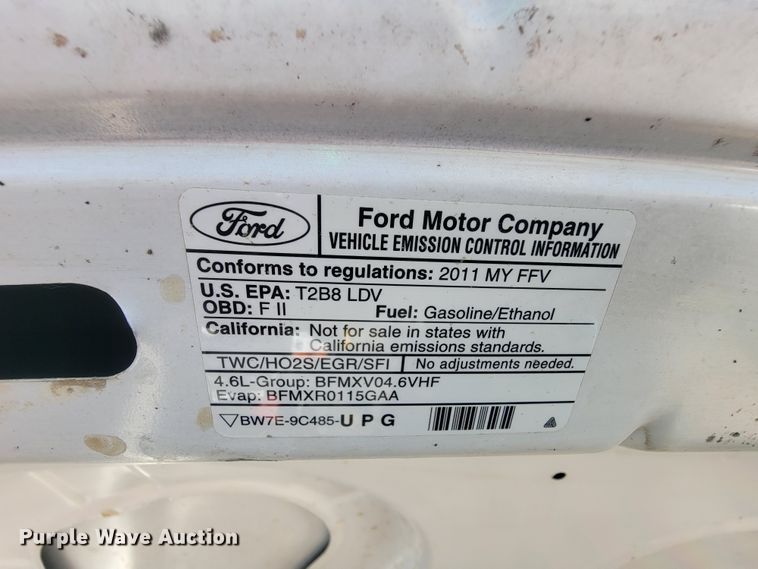 Ford
Ford Motor Company
VEHICLE EMISSION CONTROL INFORMATION
Conforms to regulations: 2011 MY FFV
U.S. EPA: T2B8 LDV
OBD: F II Fuel: Gasoline/Ethanol
California: Not for sale in states with
California emissions standards.
TWC/HO2S/EGR/SFI No adjustments needed.
4.6L-Group: BFMXV04.6VHF
Evap: BFMXR0115GAA
BW7E-9C485-UPG
Purple Wave Auction